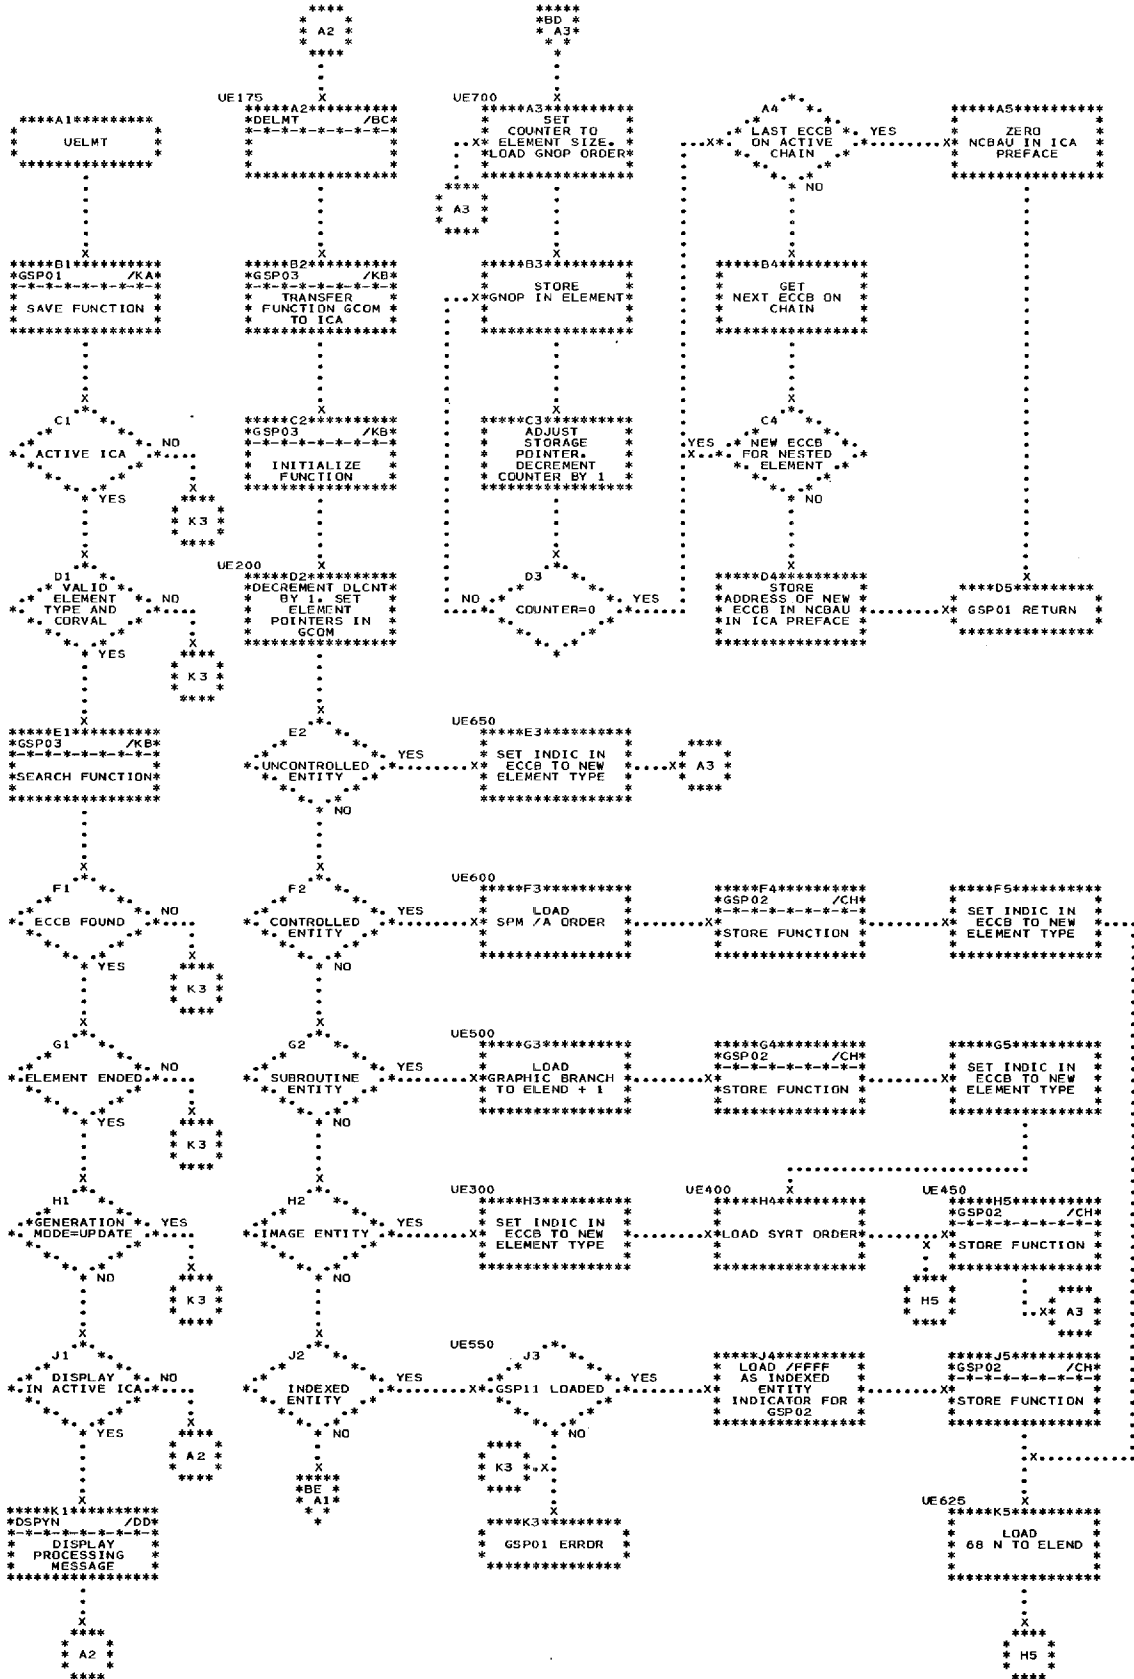 A2
BD
A3
UE175
UE700
A1
UELMT
A2
DELMT /BC
A3
SET
COUNTER TO
ELEMENT SIZE.
LOAD GNOP ORDER
A3
A4
LAST ECCB
ON ACTIVE
CHAIN
YES
NO
A5
ZERO
NCBAU IN ICA
PREFACE
B1
GSP01 /KA
SAVE FUNCTION
B2
GSP03 /KB
TRANSFER
FUNCTION GCOM
TO ICA
B3
STORE
GNOP IN ELEMENT
B4
GET
NEXT ECCB ON
CHAIN
C1
ACTIVE ICA
NO
YES
K3
C2
GSP03 /KB
INITIALIZE
FUNCTION
C3
ADJUST
STORAGE
POINTER.
DECREMENT
COUNTER BY 1
C4
YES
NEW ECCB
FOR NESTED
ELEMENT
NO
D1
VALID
ELEMENT
TYPE AND
CORVAL
NO
YES
K3
UE200
D2
DECREMENT DLCNT
BY 1. SET
ELEMENT
POINTERS IN
GCOM
D3
NO
COUNTER=0
YES
D4
STORE
ADDRESS OF NEW
ECCB IN NCBAU
IN ICA PREFACE
D5
GSP01 RETURN
E1
GSP03 /KB
SEARCH FUNCTION
E2
UNCONTROLLED
ENTITY
YES
NO
UE650
E3
SET INDIC IN
ECCB TO NEW
ELEMENT TYPE
A3
F1
ECCB FOUND
NO
YES
K3
F2
CONTROLLED
ENTITY
YES
NO
UE600
F3
LOAD
SPM /A ORDER
F4
GSP02 /CH
STORE FUNCTION
F5
SET INDIC IN
ECCB TO NEW
ELEMENT TYPE
G1
ELEMENT ENDED
NO
YES
K3
G2
SUBROUTINE
ENTITY
YES
NO
UE500
G3
LOAD
GRAPHIC BRANCH
TO ELEND + 1
G4
GSP02 /CH
STORE FUNCTION
G5
SET INDIC IN
ECCB TO NEW
ELEMENT TYPE
H1
GENERATION
MODE=UPDATE
YES
NO
K3
H2
IMAGE ENTITY
YES
NO
UE300
H3
SET INDIC IN
ECCB TO NEW
ELEMENT TYPE
UE400
H4
LOAD SYRT ORDER
UE450
H5
GSP02 /CH
STORE FUNCTION
H5
A3
J1
DISPLAY
IN ACTIVE ICA
NO
YES
A2
J2
INDEXED
ENTITY
YES
NO
BE
A1
UE550
J3
GSP11 LOADED
YES
NO
K3
J4
LOAD /FFFF
AS INDEXED
ENTITY
INDICATOR FOR
GSP02
J5
GSP02 /CH
STORE FUNCTION
K1
DSPYN /DD
DISPLAY
PROCESSING
MESSAGE
A2
K3
GSP01 ERROR
UE625
K5
LOAD
68 N TO ELEND
H5